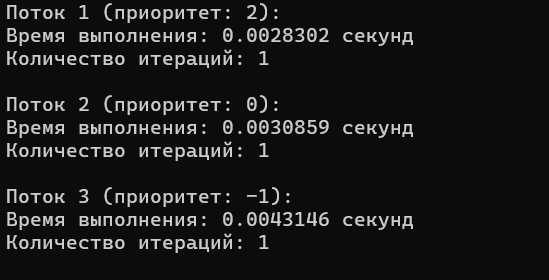 Поток 1 (приоритет: 2):
Время выполнения: 0.0028302 секунд
Количество итераций: 1
Поток 2 (приоритет: 0):
Время выполнения: 0.0030859 секунд
Количество итераций: 1
Поток 3 (приоритет: -1):
Время выполнения: 0.0043146 секунд
Количество итераций: 1